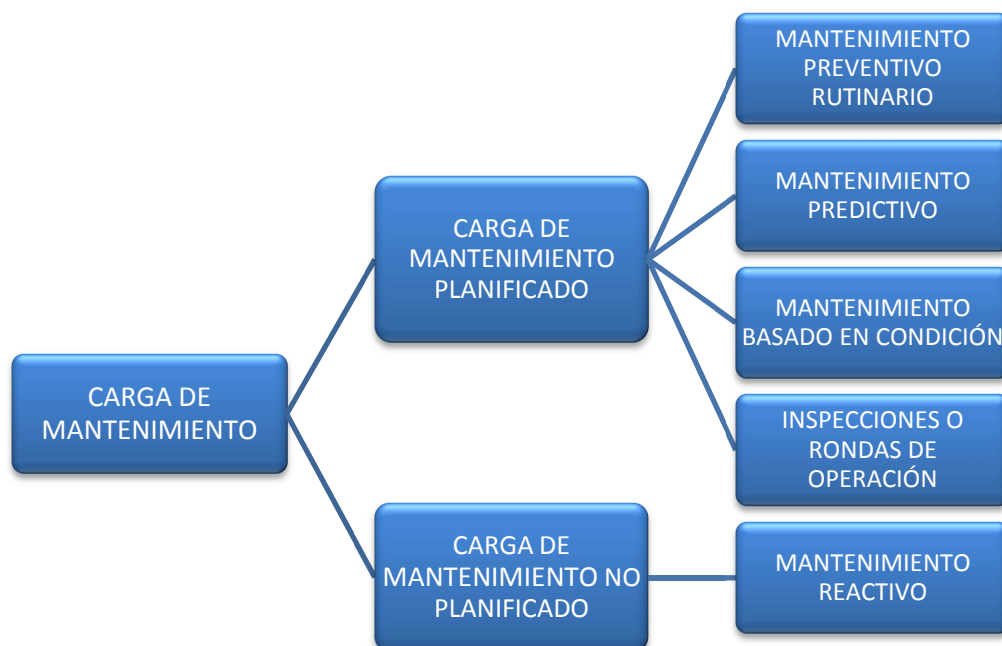 CARGA DE
MANTENIMIENTO
CARGA DE
MANTENIMIENTO
PLANIFICADO
MANTENIMIENTO
PREVENTIVO
RUTINARIO
MANTENIMIENTO
PREDICTIVO
MANTENIMIENTO
BASADO EN CONDICIÓN
INSPECCIONES O
RONDAS DE
OPERACIÓN
CARGA DE
MANTENIMIENTO NO
PLANIFICADO
MANTENIMIENTO
REACTIVO